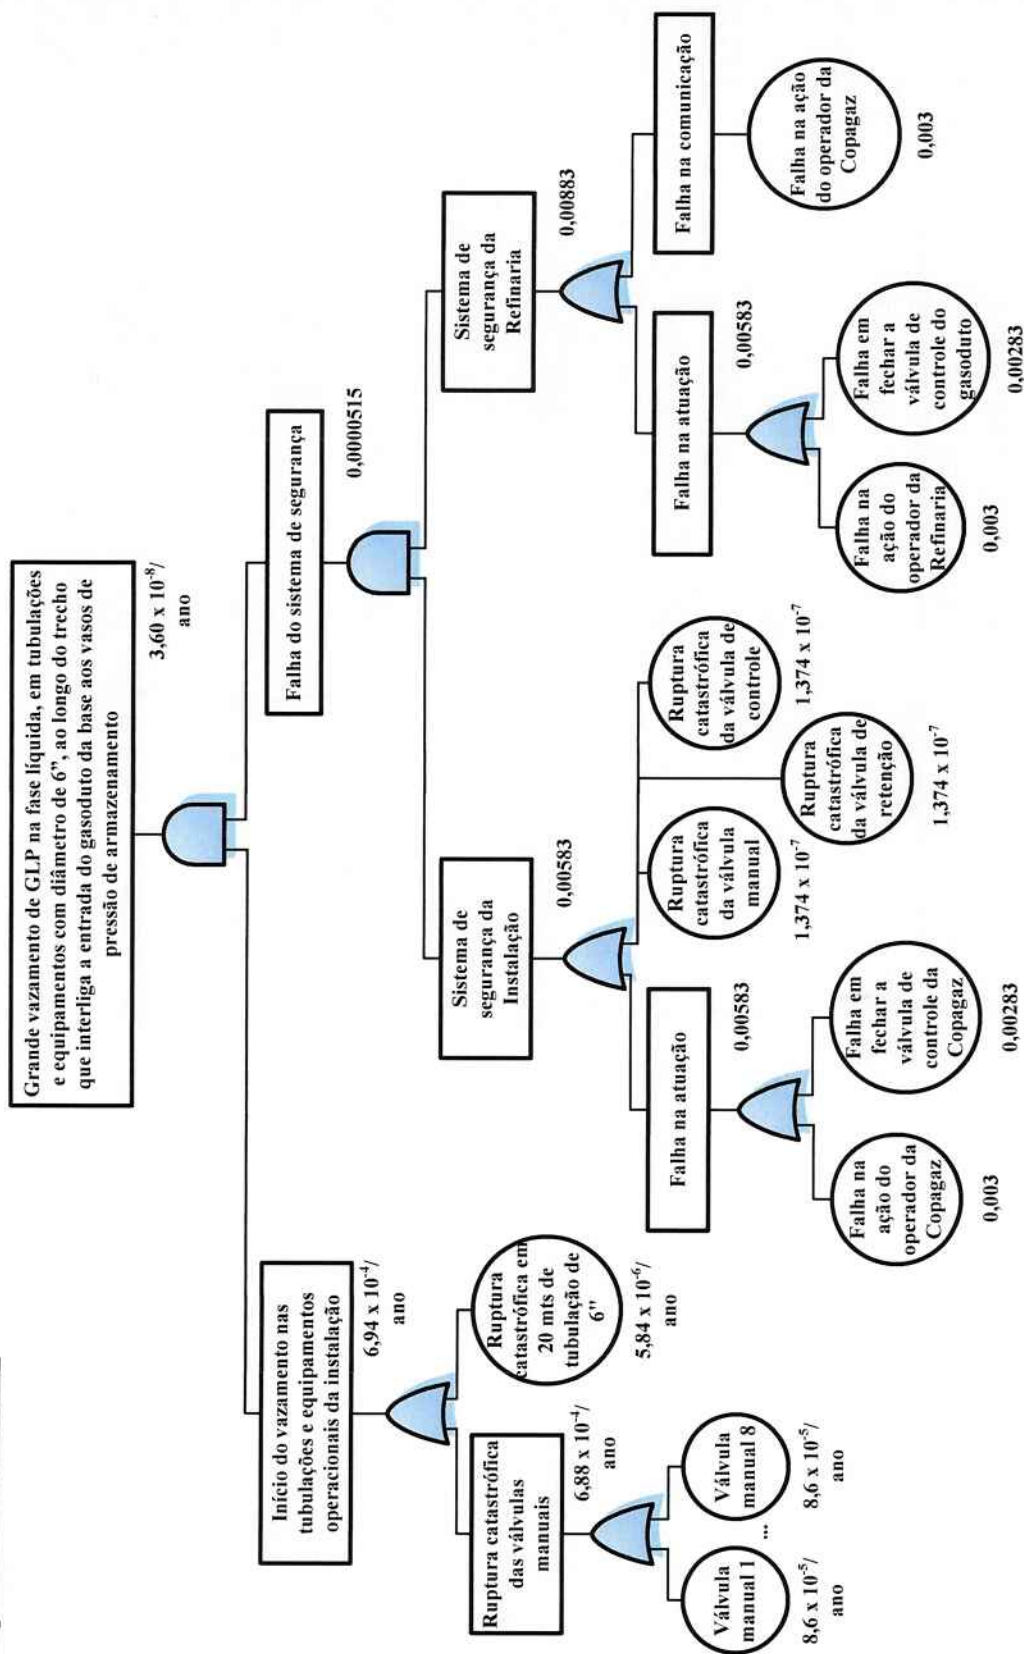 Grande vazamento de GLP na fase líquida, em tubulações
e equipamentos com diâmetro de 6”, ao longo do trecho
que interliga a entrada do gasoduto da base aos vasos de
pressão de armazenamento
3,60 x 10⁻⁸/
ano
Início do vazamento nas
tubulações e equipamentos
operacionais da instalação
6,94 x 10⁻⁴/
ano
Falha do sistema de segurança
0,0000515
Ruptura catastrófica
das válvulas
manuais
6,88 x 10⁻⁴/
ano
Ruptura
catastrófica em
20 mts de
tubulação de
6"
5,84 x 10⁻⁶/
ano
Válvula
manual 1
8,6 x 10⁻⁵/
ano
...
Válvula
manual 8
8,6 x 10⁻⁵/
ano
Sistema de
segurança da
Instalação
0,00583
Sistema de
segurança da
Refinaria
0,00883
Falha na atuação
0,00583
Ruptura
catastrófica
da válvula
manual
1,374 x 10⁻⁷
Ruptura
catastrófica
da válvula de
retenção
1,374 x 10⁻⁷
Ruptura
catastrófica
da válvula de
controle
1,374 x 10⁻⁷
Falha na
ação do
operador da
Copagaz
0,003
Falha em
fechar a
válvula de
controle da
Copagaz
0,00283
Falha na atuação
0,00583
Falha na comunicação
Falha na
ação do
operador da
Refinaria
0,003
Falha em
fechar a
válvula de
controle do
gasoduto
0,00283
Falha na ação
do operador da
Copagaz
0,003